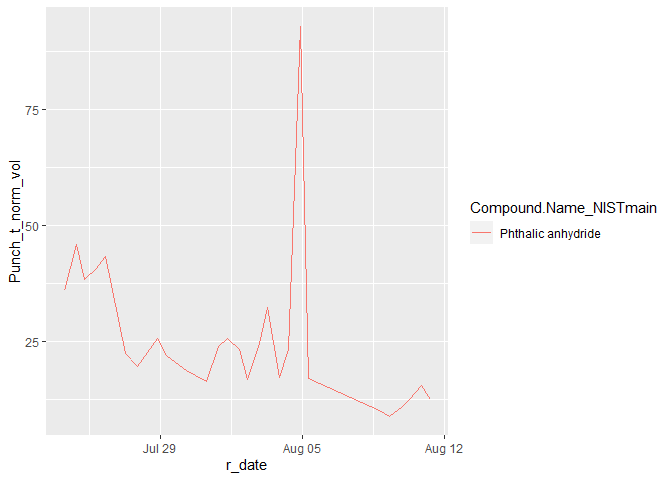 75
50
25
Punch_t_norm_vol
Jul 29
Aug 05
Aug 12
r_date
Compound.Name_NISTmain
Phthalic anhydride